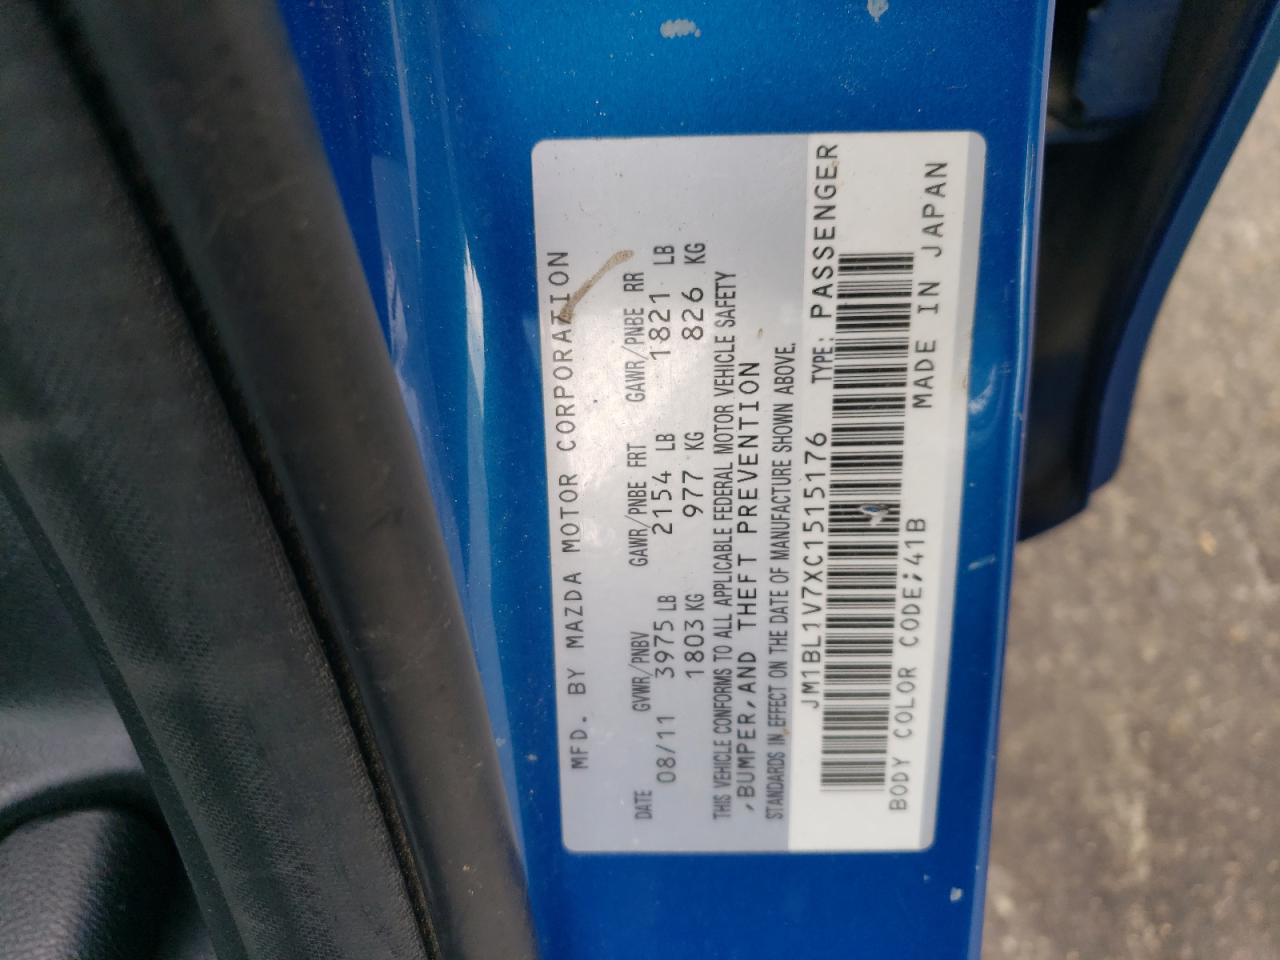 MFD. BY MAZDA MOTOR CORPORATION
DATE GVWR/PNBV GAWR/PNBE FRT GAWR/PNBE RR
08/11 3975 LB 2154 LB 1821 LB
1803 KG 977 KG 826 KG
THIS VEHICLE CONFORMS TO ALL APPLICABLE FEDERAL MOTOR VEHICLE SAFETY
,BUMPER,AND THEFT PREVENTION
STANDARDS IN EFFECT ON THE DATE OF MANUFACTURE SHOWN ABOVE.
JM1BL1V7XC1515176 TYPE: PASSENGER
BODY COLOR CODE;41B MADE IN JAPAN